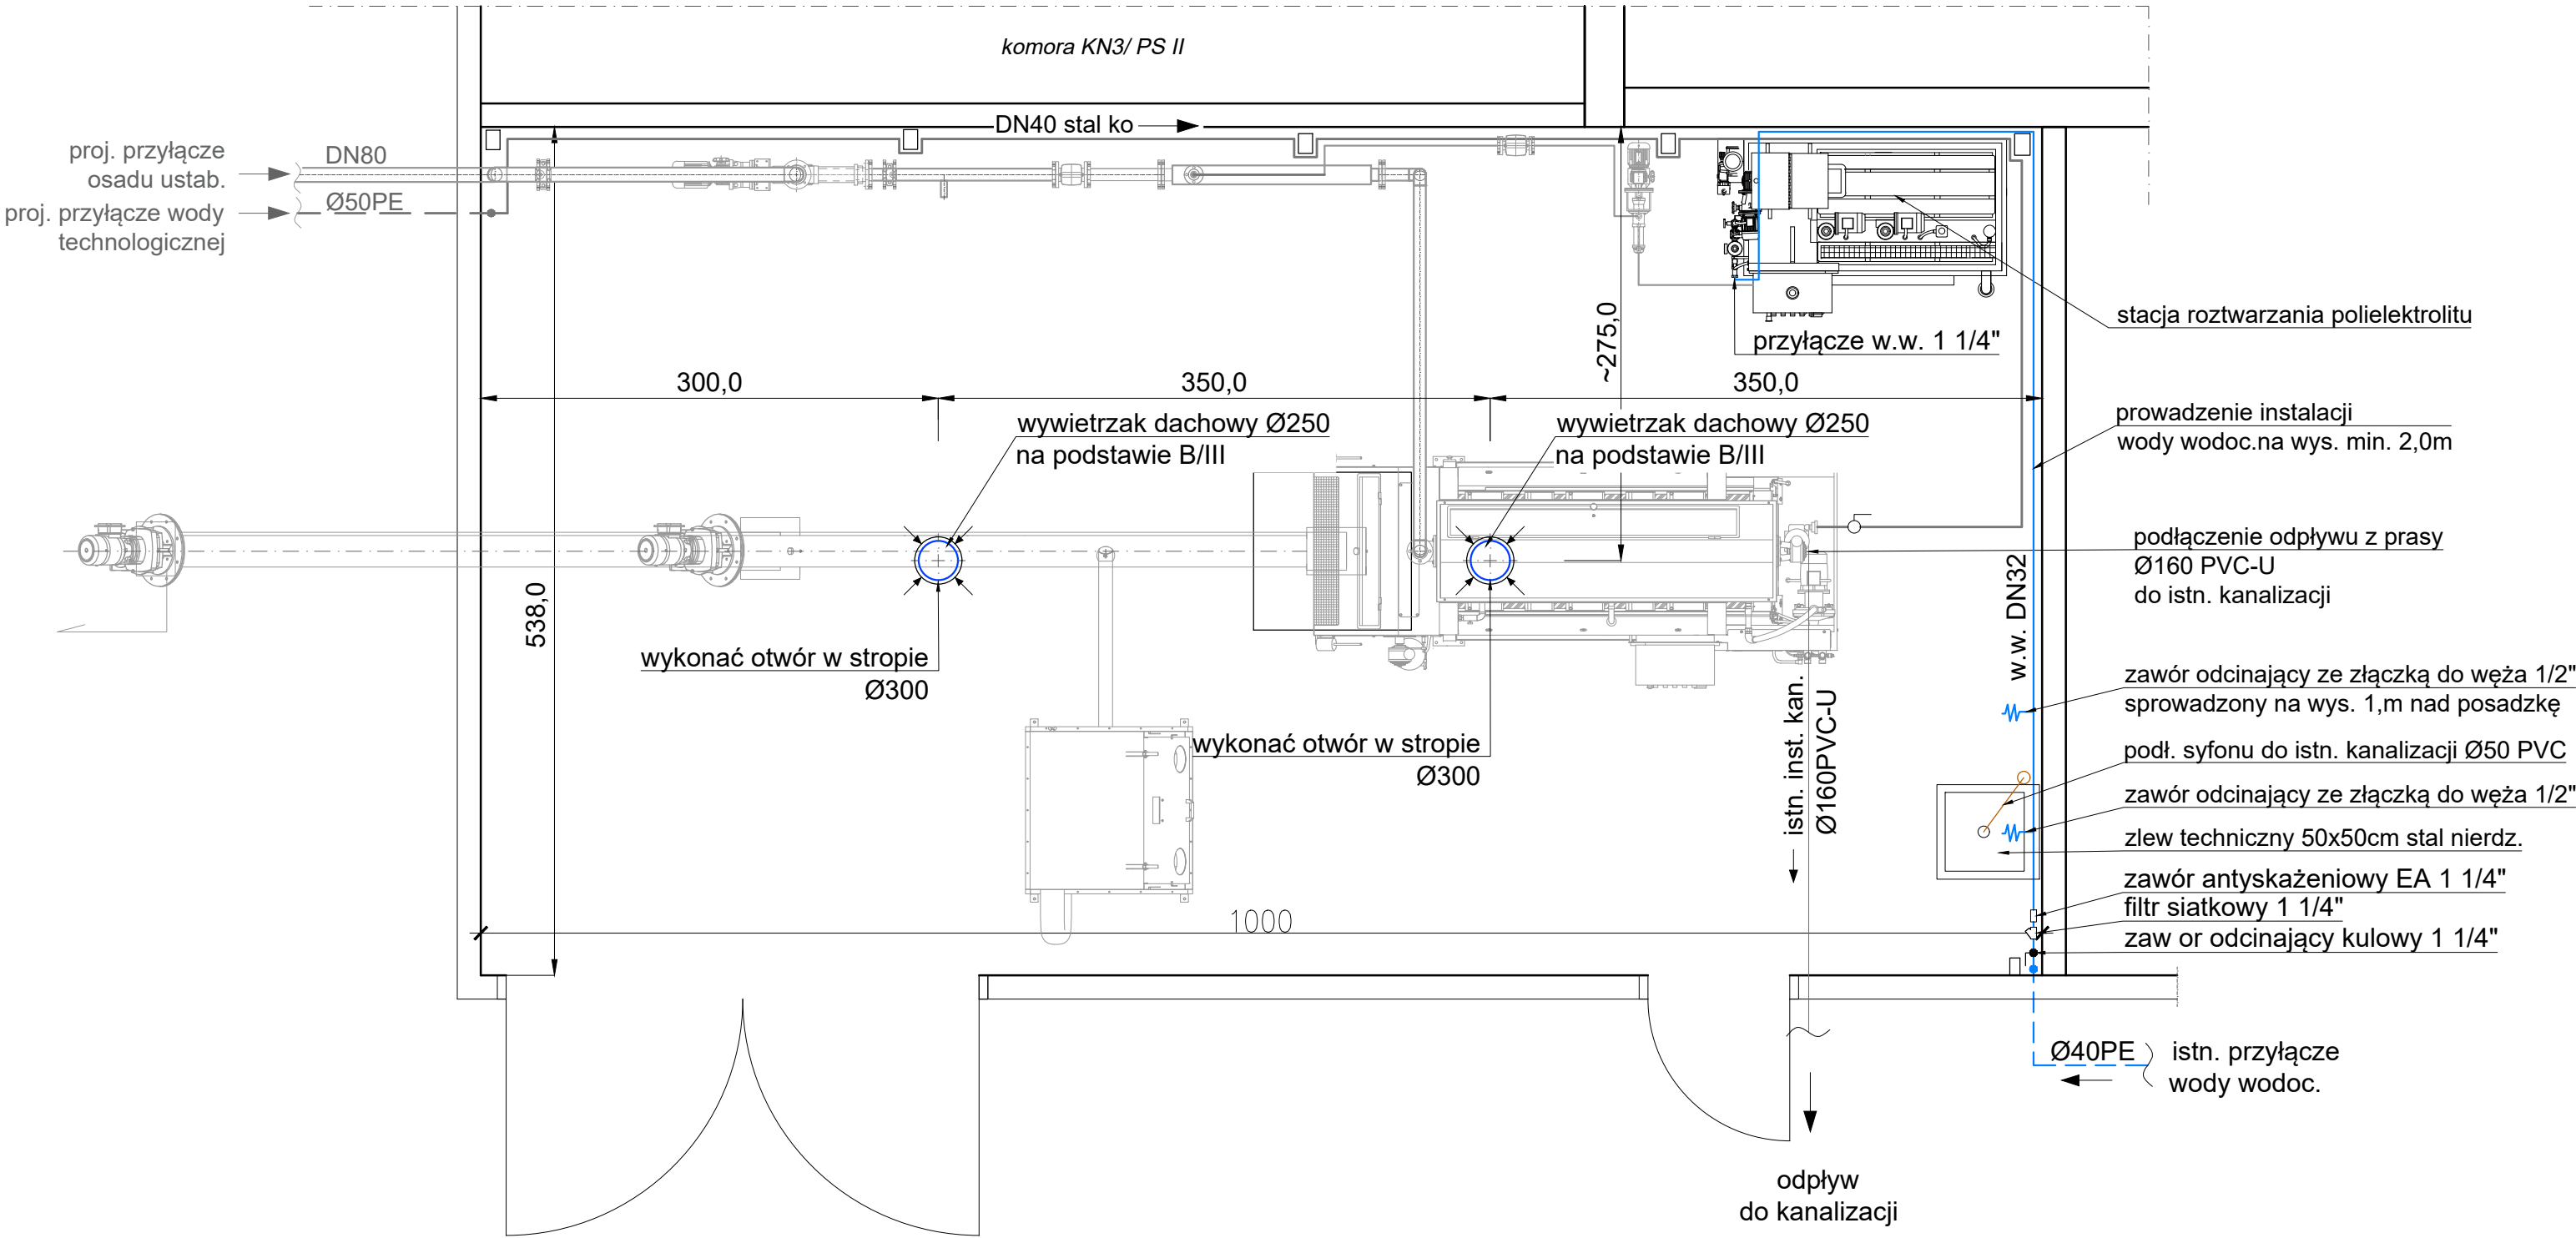 komora KN3/ PS II
DN40 stal ko
proj. przyłącze
osadu ustab.
DN80
proj. przyłącze wody
technologicznej
Ø50PE
stacja roztwarzania polielektrolitu
przyłącze w.w. 1 1/4"
~275,0
300,0
350,0
350,0
wywietrzak dachowy Ø250
na podstawie B/III
wywietrzak dachowy Ø250
na podstawie B/III
prowadzenie instalacji
wody wodoc.na wys. min. 2,0m
podłączenie odpływu z prasy
Ø160 PVC-U
do istn. kanalizacji
538,0
w.w. DN32
wykonać otwór w stropie
Ø300
wykonać otwór w stropie
Ø300
istn. inst. kan.
Ø160PVC-U
zawór odcinający ze złączką do węża 1/2"
sprowadzony na wys. 1,m nad posadzkę
podł. syfonu do istn. kanalizacji Ø50 PVC
zawór odcinający ze złączką do węża 1/2"
zlew techniczny 50x50cm stal nierdz.
zawór antyskażeniowy EA 1 1/4"
filtr siatkowy 1 1/4"
zaw or odcinający kulowy 1 1/4"
1000
Ø40PE
istn. przyłącze
wody wodoc.
odpływ
do kanalizacji